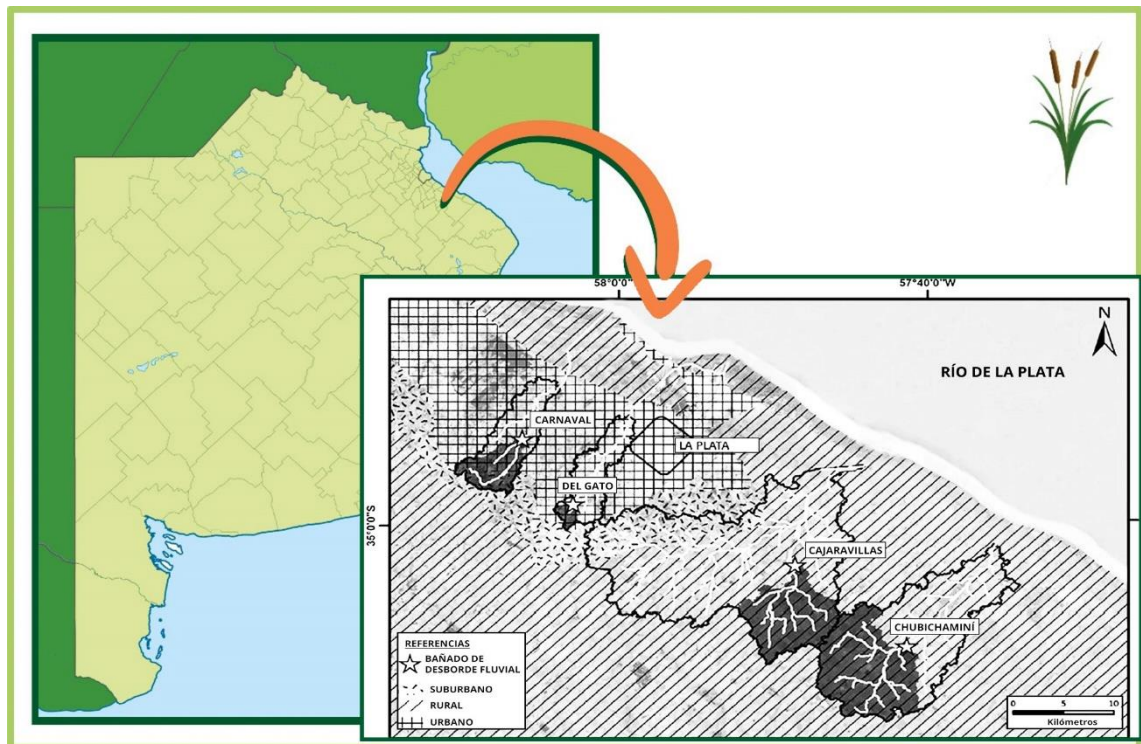 58°0'0"
57°40'0"W
N
RÍO DE LA PLATA
CARNAVAL
LA PLATA
DEL GATO
35°0'0"S
CAJARAVILLAS
CHUBICHAMINÍ
REFERENCIAS
BAÑADO DE
DESBORDE FLUVIAL
SUBURBANO
RURAL
URBANO
0 5 10
Kilómetros